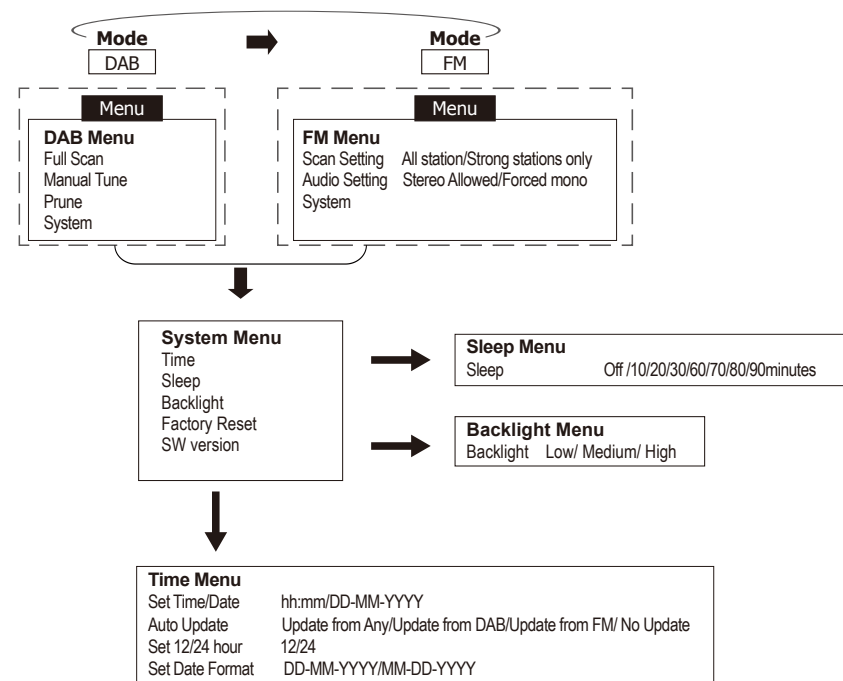 Mode
DAB
Mode
FM
Menu
DAB Menu
Full Scan
Manual Tune
Prune
System
Menu
FM Menu
Scan Setting All station/Strong stations only
Audio Setting Stereo Allowed/Forced mono
System
System Menu
Time
Sleep
Backlight
Factory Reset
SW version
Sleep Menu
Sleep Off /10/20/30/60/70/80/90minutes
Backlight Menu
Backlight Low/ Medium/ High
Time Menu
Set Time/Date hh:mm/DD-MM-YYYY
Auto Update Update from Any/Update from DAB/Update from FM/ No Update
Set 12/24 hour 12/24
Set Date Format DD-MM-YYYY/MM-DD-YYYY